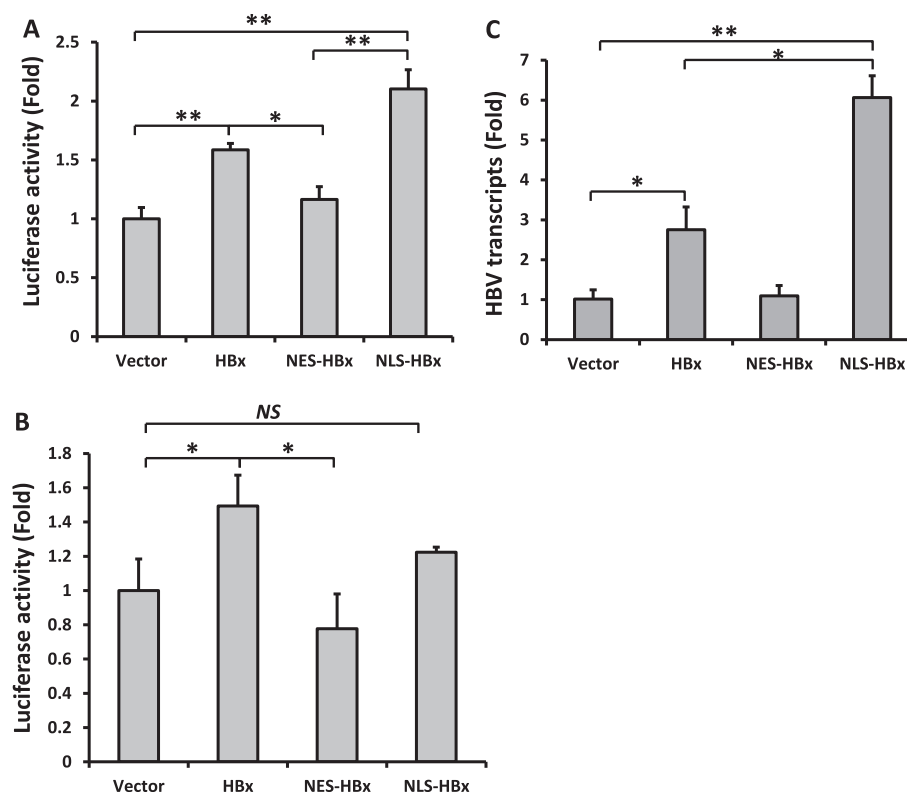 A
Luciferase activity (Fold)
2.5
2
1.5
1
0.5
0
**
**
**
*
Vector
HBx
NES-HBx
NLS-HBx
C
HBV transcripts (Fold)
7
6
5
4
3
2
1
0
**
*
*
Vector
HBx
NES-HBx
NLS-HBx
B
Luciferase activity (Fold)
1.8
1.6
1.4
1.2
1
0.8
0.6
0.4
0.2
0
NS
*
*
Vector
HBx
NES-HBx
NLS-HBx